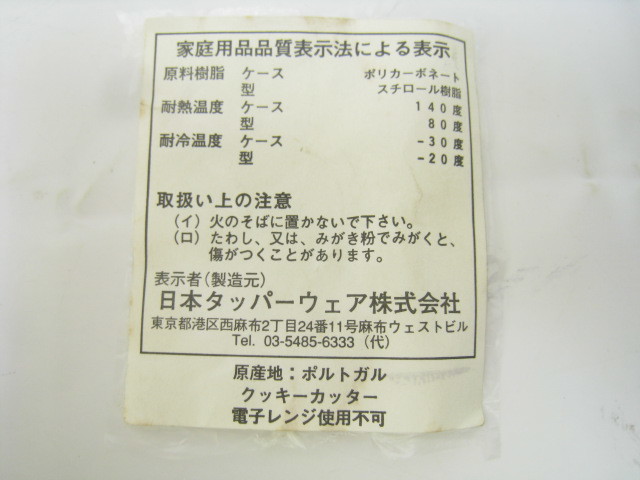 家庭用品品質表示法による表示
原料樹脂 ケース ポリカーボネート
型 スチロール樹脂
耐熱温度 ケース 140度
型 80度
耐冷温度 ケース -30度
型 -20度
取扱い上の注意
(イ) 火のそばに置かないで下さい。
(ロ) たわし、又は、みがき粉でみがくと、
傷がつくことがあります。
表示者(製造元)
日本タッパーウェア株式会社
東京都港区西麻布2丁目24番11号麻布ウェストビル
Tel. 03-5485-6333 (代)
原産地:ポルトガル
クッキーカッター
電子レンジ使用不可